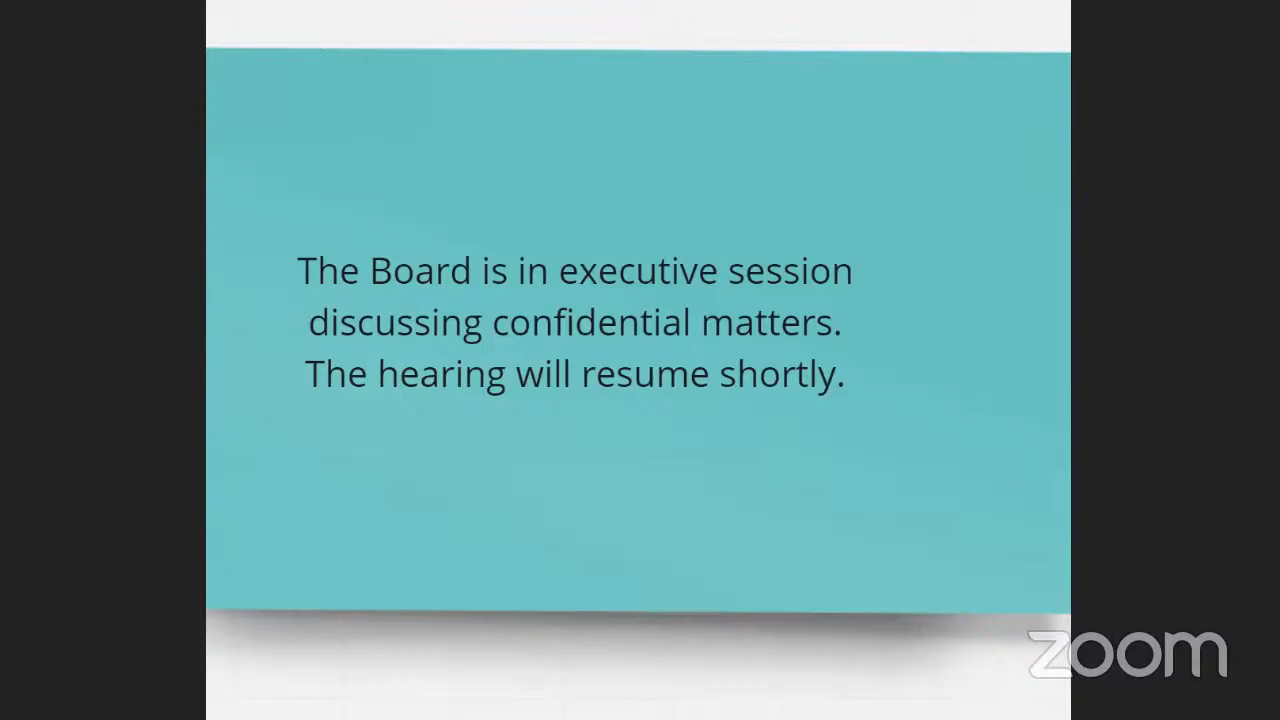 The Board is in executive session
discussing confidential matters.
The hearing will resume shortly.
zoom